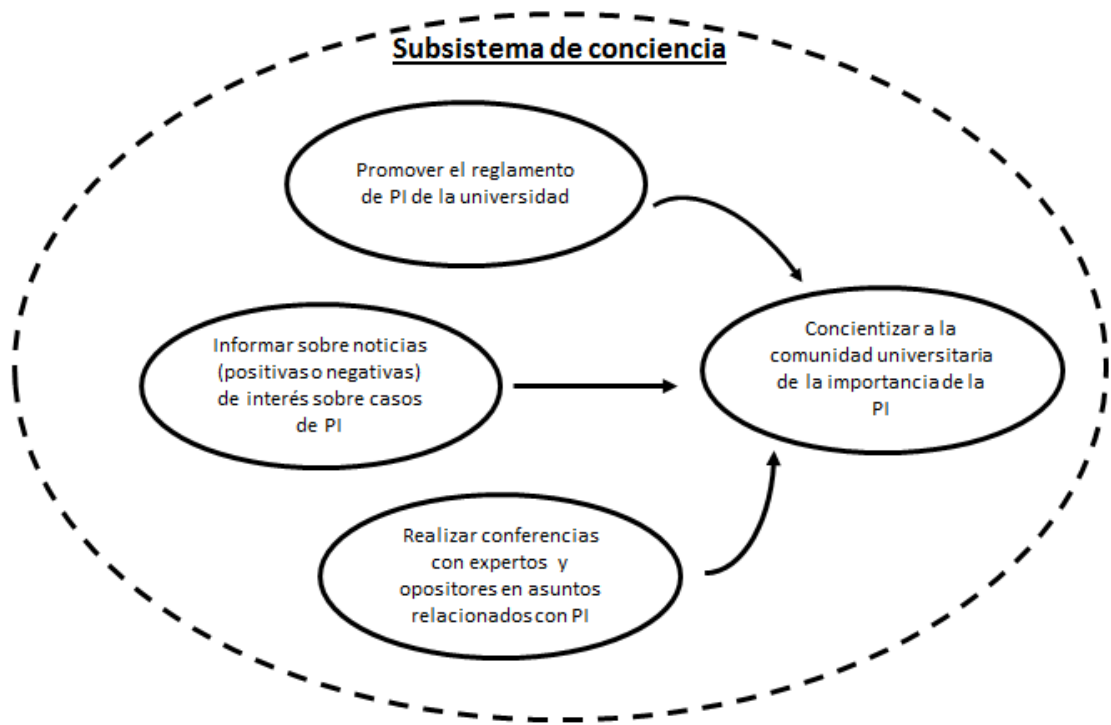 Subsistema de conciencia
Promover el reglamento
de PI de la universidad
Informar sobre noticias
(positivas o negativas)
de interés sobre casos
de PI
Concientizar a la
comunidad universitaria
de la importancia de la
PI
Realizar conferencias
con expertos y
opositores en asuntos
relacionados con PI